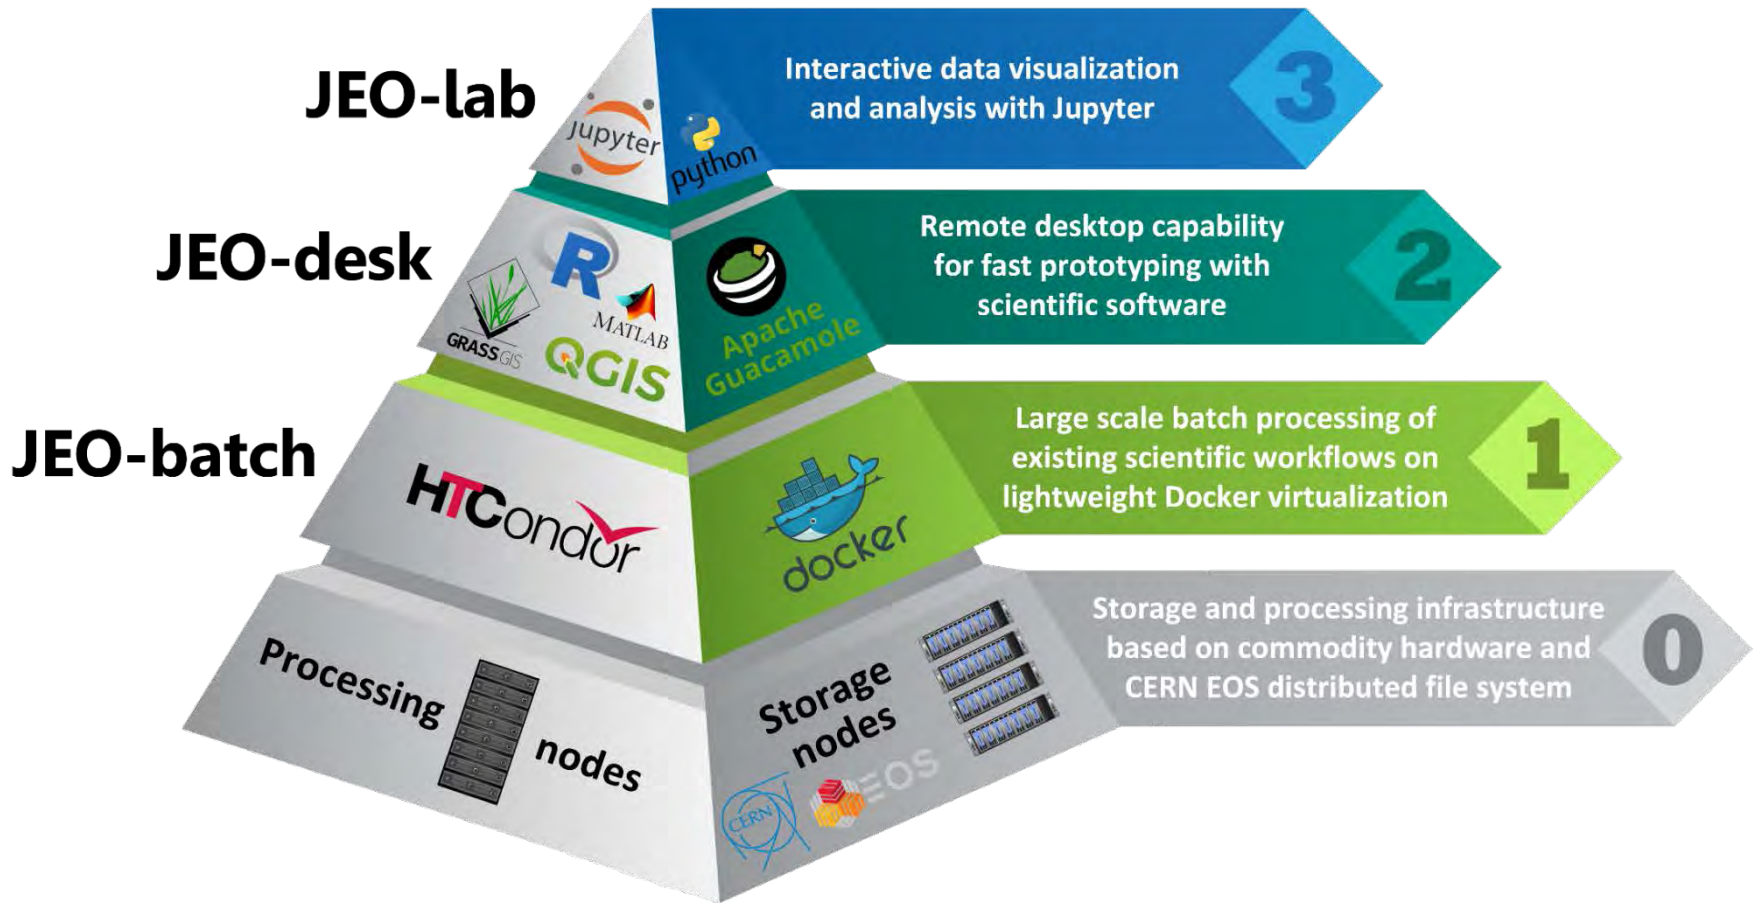 JEO-lab
Jupyter
python
Interactive data visualization
and analysis with Jupyter
3
JEO-desk
R
MATLAB
GRASS GIS
QGIS
Apache
Guacamole
Remote desktop capability
for fast prototyping with
scientific software
2
JEO-batch
HTCondor
docker
Large scale batch processing of
existing scientific workflows on
lightweight Docker virtualization
1
Processing
nodes
Storage
nodes
CERN
EOS
Storage and processing infrastructure
based on commodity hardware and
CERN EOS distributed file system
0